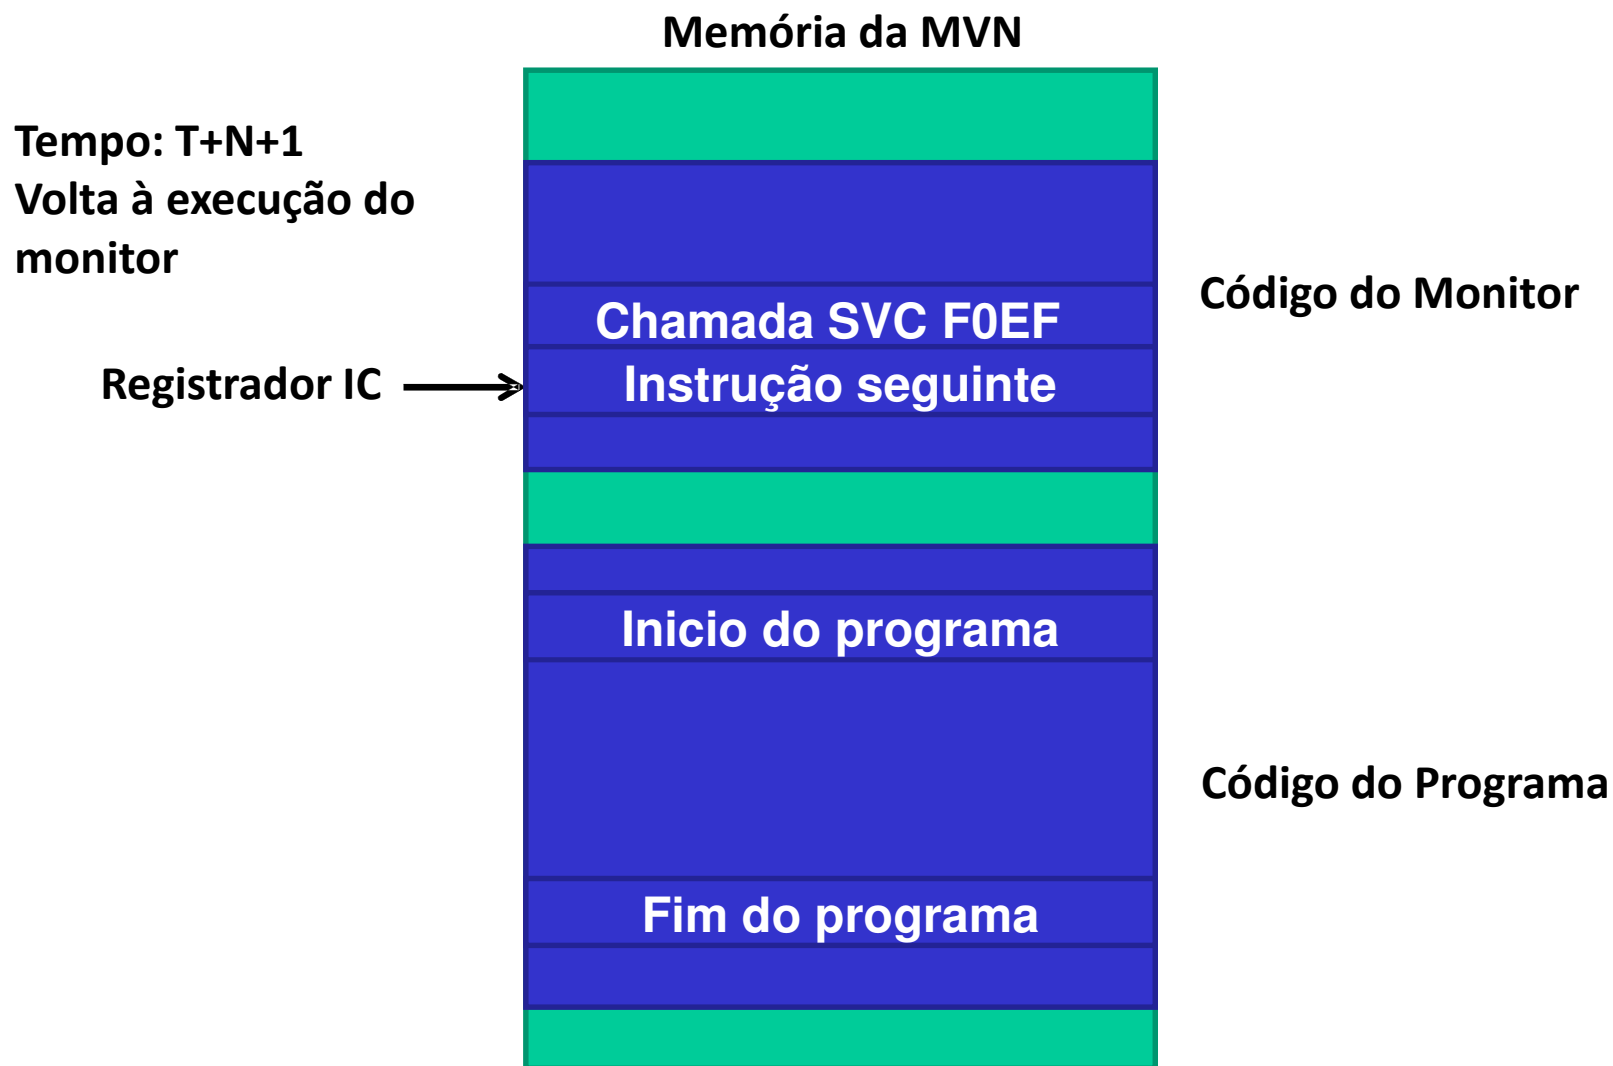 Memória da MVN
Tempo: T+N+1
Volta à execução do
monitor
Chamada SVC F0EF
Código do Monitor
Registrador IC
Instrução seguinte
Inicio do programa
Código do Programa
Fim do programa